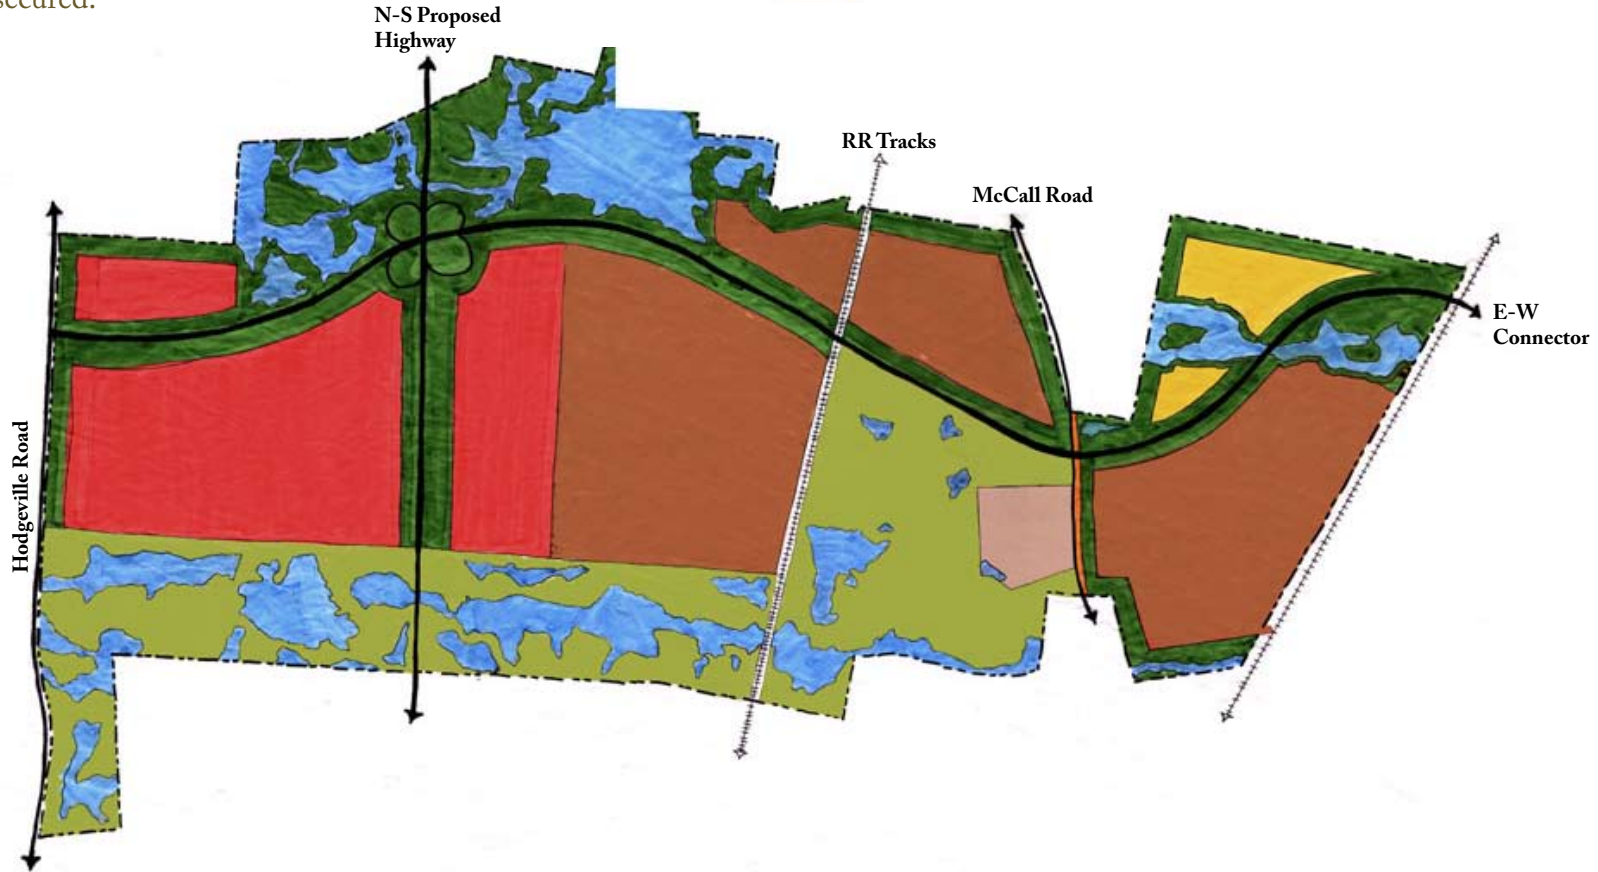 secured.
N-S Proposed
Highway
RR Tracks
McCall Road
E-W
Connector
Hodgeville Road